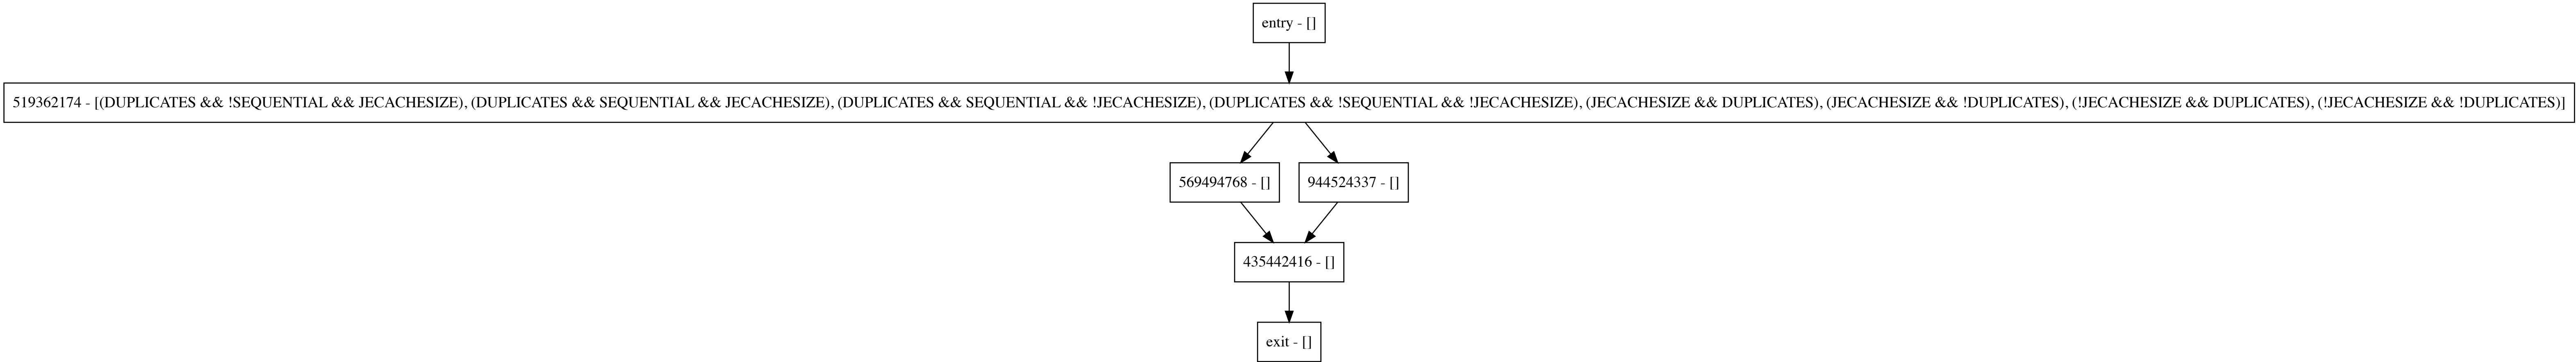 entry - []
519362174 - [(DUPLICATES && !SEQUENTIAL && JECACHESIZE), (DUPLICATES && SEQUENTIAL && JECACHESIZE), (DUPLICATES && SEQUENTIAL && !JECACHESIZE), (DUPLICATES && !SEQUENTIAL && !JECACHESIZE), (JECACHESIZE && DUPLICATES), (JECACHESIZE && !DUPLICATES), (!JECACHESIZE && DUPLICATES), (!JECACHESIZE && !DUPLICATES)]
569494768 - []
944524337 - []
435442416 - []
exit - []